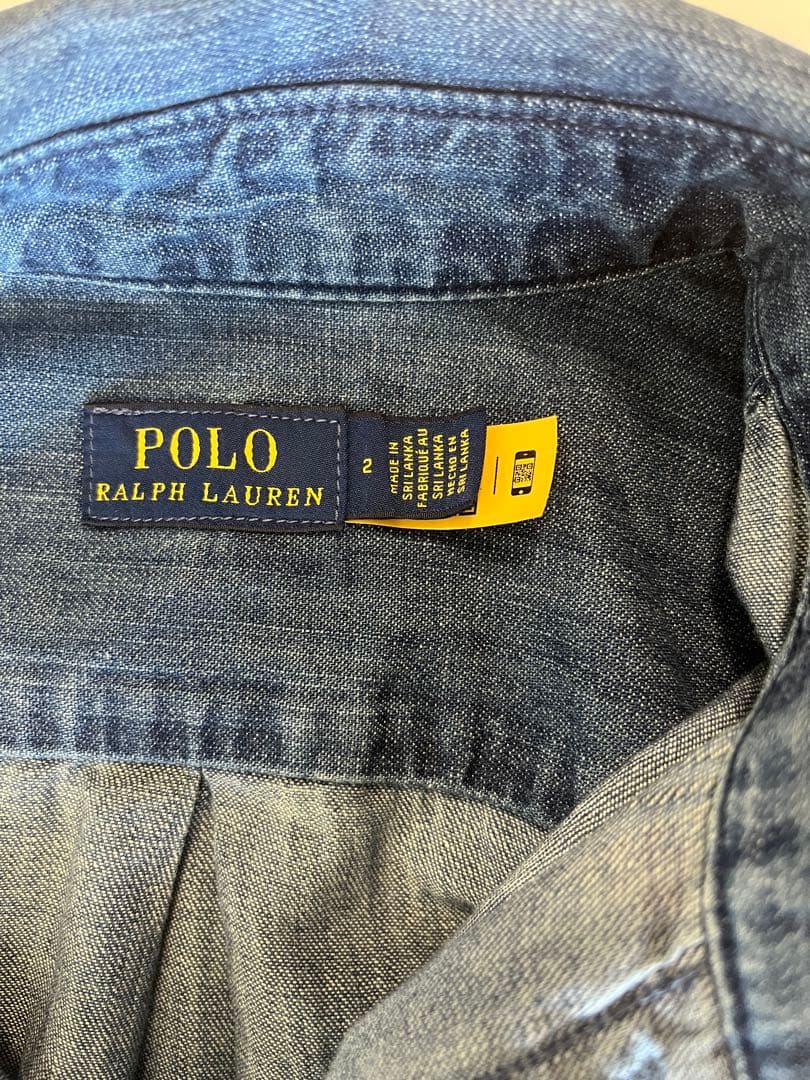 POLO
RALPH LAUREN
2
MADE IN
SRI LANKA
FABRIQUÉ AU
SRI LANKA
HECHO EN
SRI LANKA